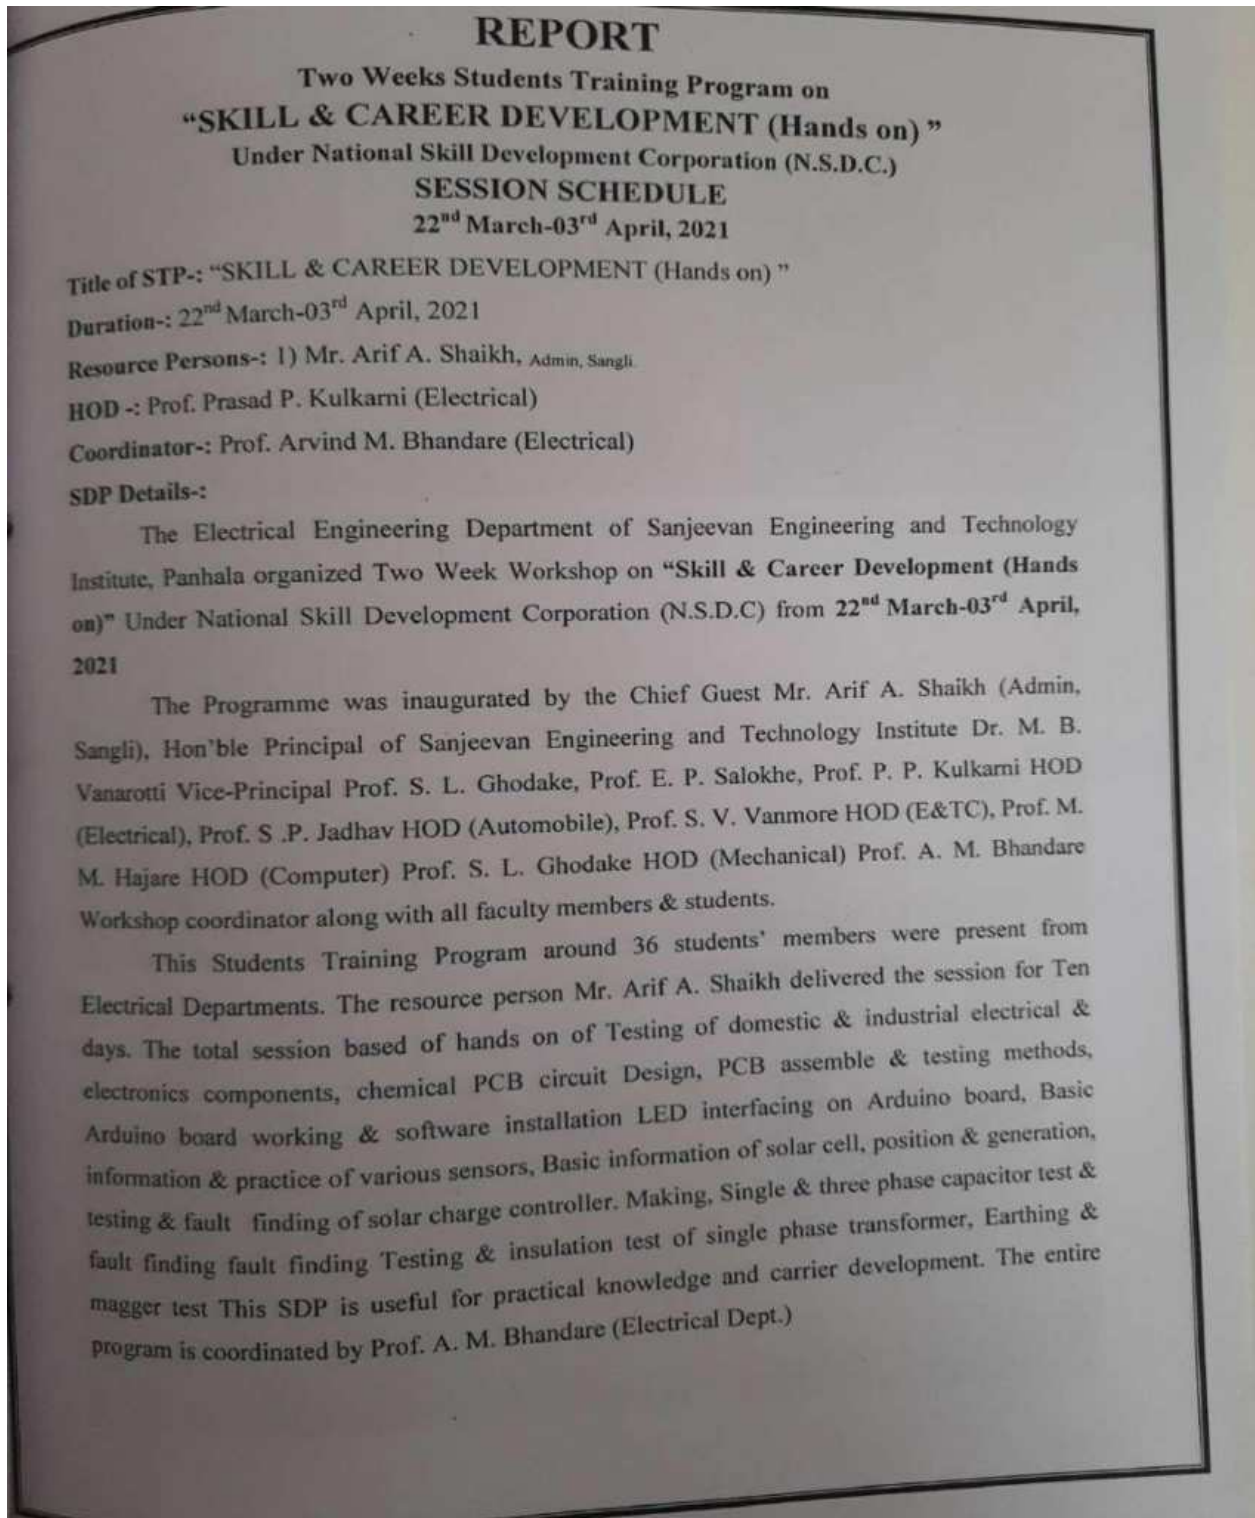 REPORT
Two Weeks Students Training Program on
“SKILL & CAREER DEVELOPMENT (Hands on) ”
Under National Skill Development Corporation (N.S.D.C.)
SESSION SCHEDULE
22nd March-03rd April, 2021
Title of STP-: “SKILL & CAREER DEVELOPMENT (Hands on) ”
Duration-: 22nd March-03rd April, 2021
Resource Persons-: 1) Mr. Arif A. Shaikh, Admin, Sangli.
HOD -: Prof. Prasad P. Kulkarni (Electrical)
Coordinator-: Prof. Arvind M. Bhandare (Electrical)
SDP Details-:
The Electrical Engineering Department of Sanjeevan Engineering and Technology
Institute, Panhala organized Two Week Workshop on “Skill & Career Development (Hands
on)” Under National Skill Development Corporation (N.S.D.C) from 22nd March-03rd April,
2021
The Programme was inaugurated by the Chief Guest Mr. Arif A. Shaikh (Admin,
Sangli), Hon’ble Principal of Sanjeevan Engineering and Technology Institute Dr. M. B.
Vanarotti Vice-Principal Prof. S. L. Ghodake, Prof. E. P. Salokhe, Prof. P. P. Kulkarni HOD
(Electrical), Prof. S .P. Jadhav HOD (Automobile), Prof. S. V. Vanmore HOD (E&TC), Prof. M.
M. Hajare HOD (Computer) Prof. S. L. Ghodake HOD (Mechanical) Prof. A. M. Bhandare
Workshop coordinator along with all faculty members & students.
This Students Training Program around 36 students’ members were present from
Electrical Departments. The resource person Mr. Arif A. Shaikh delivered the session for Ten
days. The total session based of hands on of Testing of domestic & industrial electrical &
electronics components, chemical PCB circuit Design, PCB assemble & testing methods,
Arduino board working & software installation LED interfacing on Arduino board, Basic
information & practice of various sensors, Basic information of solar cell, position & generation,
testing & fault finding of solar charge controller. Making, Single & three phase capacitor test &
fault finding fault finding Testing & insulation test of single phase transformer, Earthing &
magger test This SDP is useful for practical knowledge and carrier development. The entire
program is coordinated by Prof. A. M. Bhandare (Electrical Dept.)